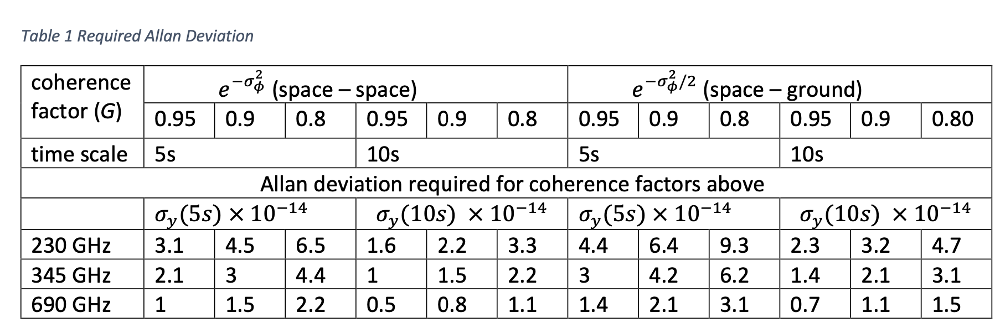 Table 1 Required Allan Deviation
coherence factor (G) | e^{-σ_ϕ^2} (space – space) | e^{-σ_ϕ^2/2} (space – ground)
0.95 | 0.9 | 0.8 | 0.95 | 0.9 | 0.8 | 0.95 | 0.9 | 0.8 | 0.95 | 0.9 | 0.80
time scale | 5s | 10s | 5s | 10s
Allan deviation required for coherence factors above
σ_y(5s) × 10^{−14} | σ_y(10s) × 10^{−14} | σ_y(5s) × 10^{−14} | σ_y(10s) × 10^{−14}
230 GHz | 3.1 | 4.5 | 6.5 | 1.6 | 2.2 | 3.3 | 4.4 | 6.4 | 9.3 | 2.3 | 3.2 | 4.7
345 GHz | 2.1 | 3 | 4.4 | 1 | 1.5 | 2.2 | 3 | 4.2 | 6.2 | 1.4 | 2.1 | 3.1
690 GHz | 1 | 1.5 | 2.2 | 0.5 | 0.8 | 1.1 | 1.4 | 2.1 | 3.1 | 0.7 | 1.1 | 1.5